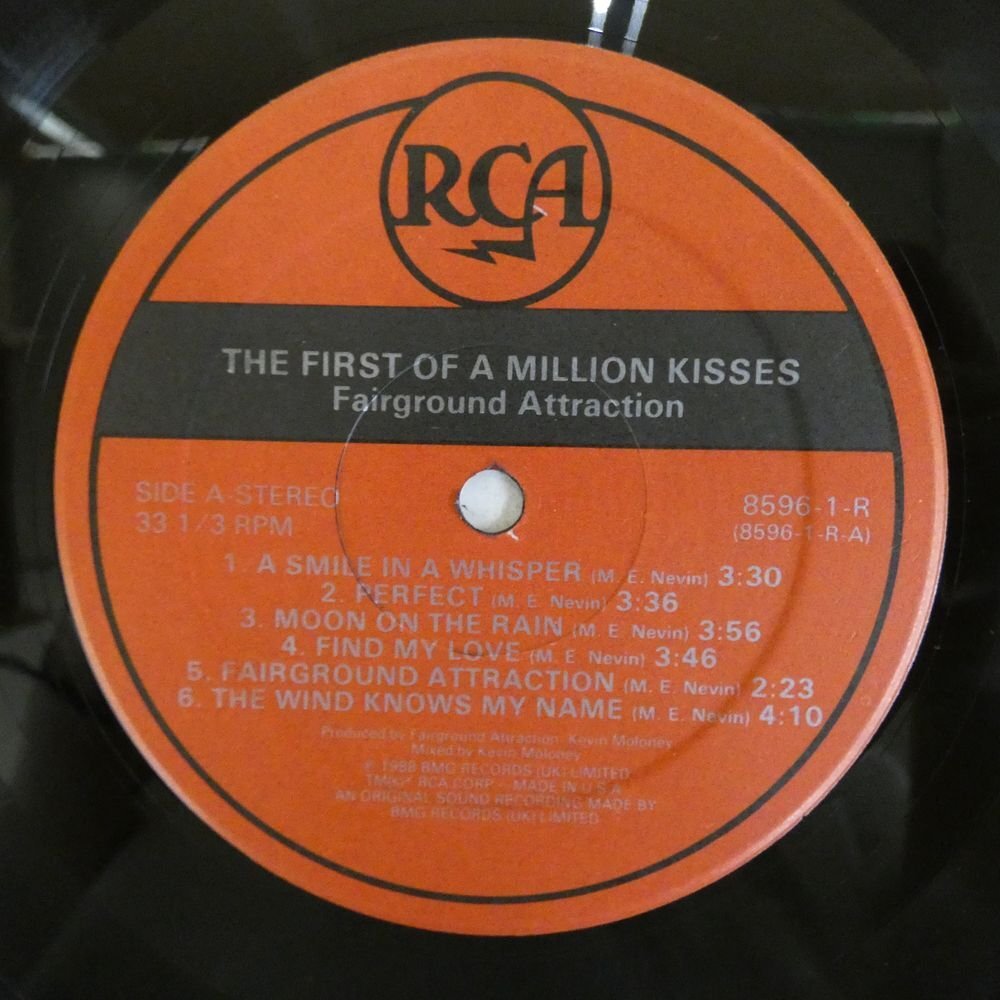 RCA
THE FIRST OF A MILLION KISSES
Fairground Attraction
SIDE A-STEREO
33 1/3 RPM
8596-1-R
(8596-1-R-A)
1. A SMILE IN A WHISPER (M. E. Nevin) 3:30
2. PERFECT (M. E. Nevin) 3:36
3. MOON ON THE RAIN (M. E. Nevin) 3:56
4. FIND MY LOVE (M. E. Nevin) 3:46
5. FAIRGROUND ATTRACTION (M. E. Nevin) 2:23
6. THE WIND KNOWS MY NAME (M. E. Nevin) 4:10
Produced by Fairground Attraction, Kevin Moloney
Mixed by Kevin Moloney
℗ 1988 BMG RECORDS (UK) LIMITED
RCA CORP - MADE IN U.S.A
AN ORIGINAL SOUND RECORDING MADE BY
BMG RECORDS (UK) LIMITED